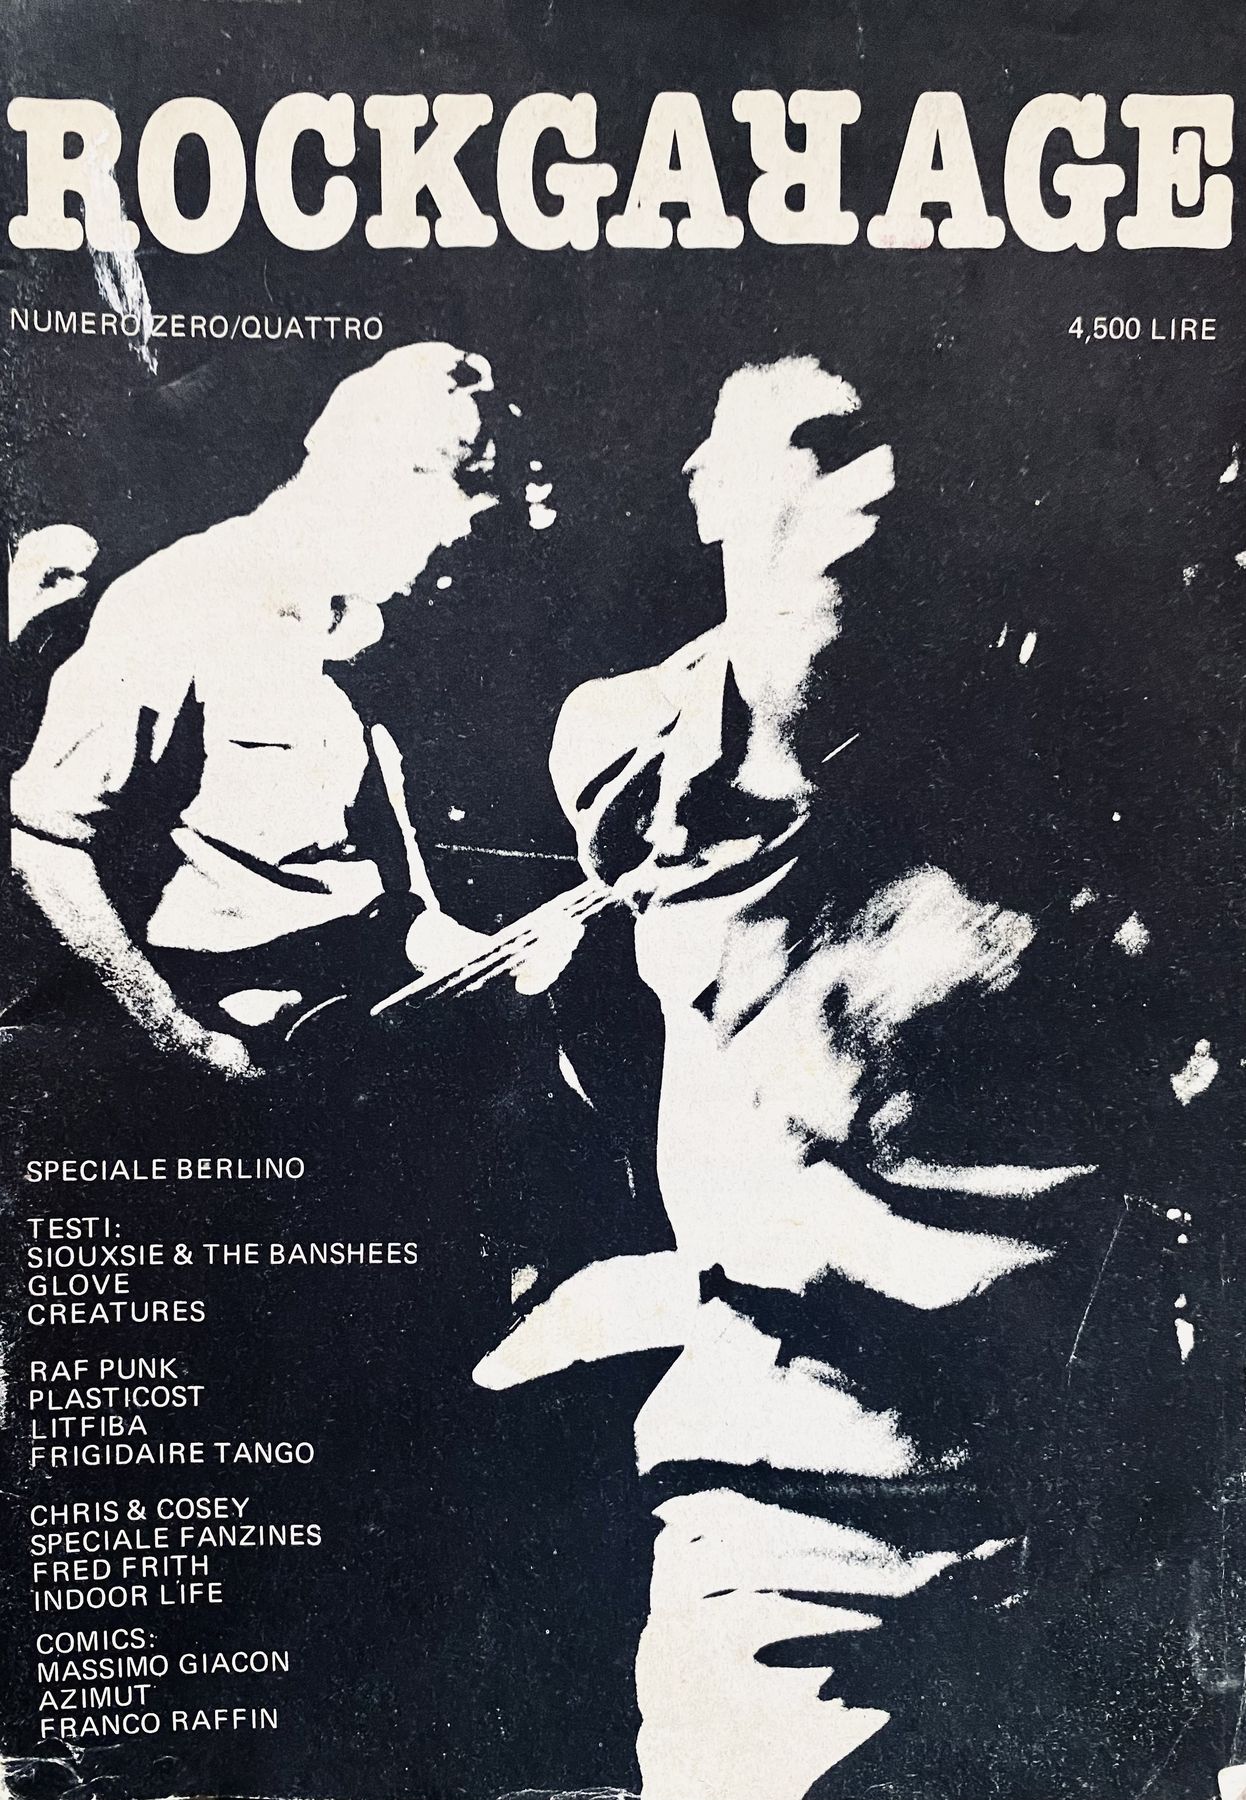 ROCKGARAGE
NUMERO ZERO/QUATTRO
4,500 LIRE
SPECIALE BERLINO
TESTI:
SIOUXSIE & THE BANSHEES
GLOVE
CREATURES
RAF PUNK
PLASTICOST
LITFIBA
FRIGIDAIRE TANGO
CHRIS & COSEY
SPECIALE FANZINES
FRED FRITH
INDOOR LIFE
COMICS:
MASSIMO GIACON
AZIMUT
FRANCO RAFFIN